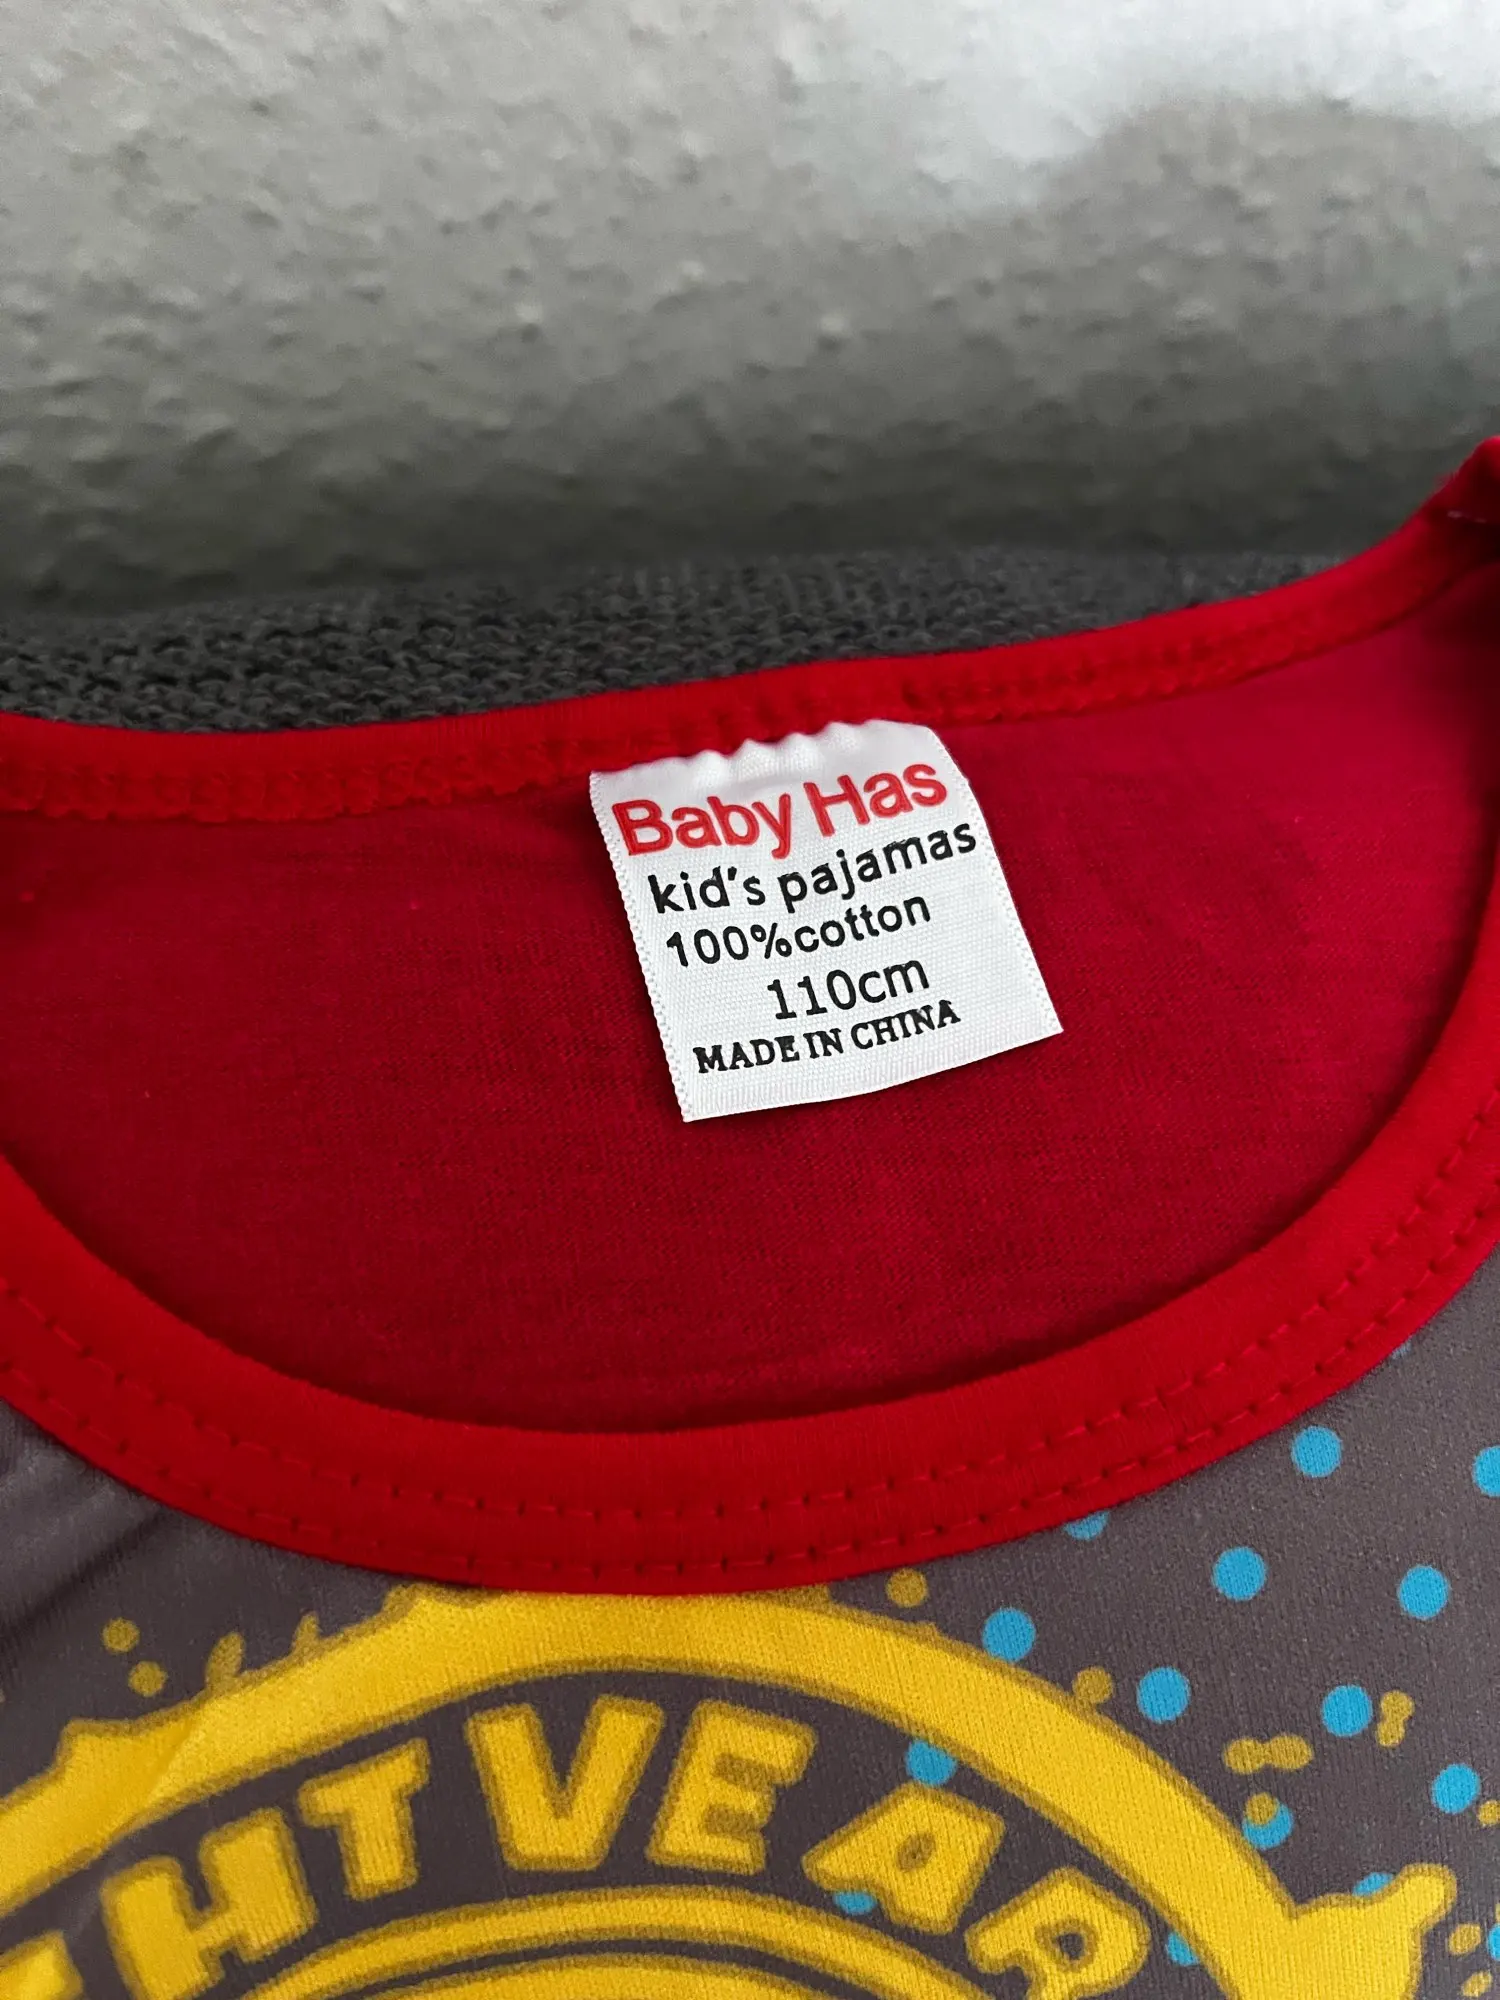 Baby Has
kid's pajamas
100%cotton
110cm
MADE IN CHINA
HTVEAR